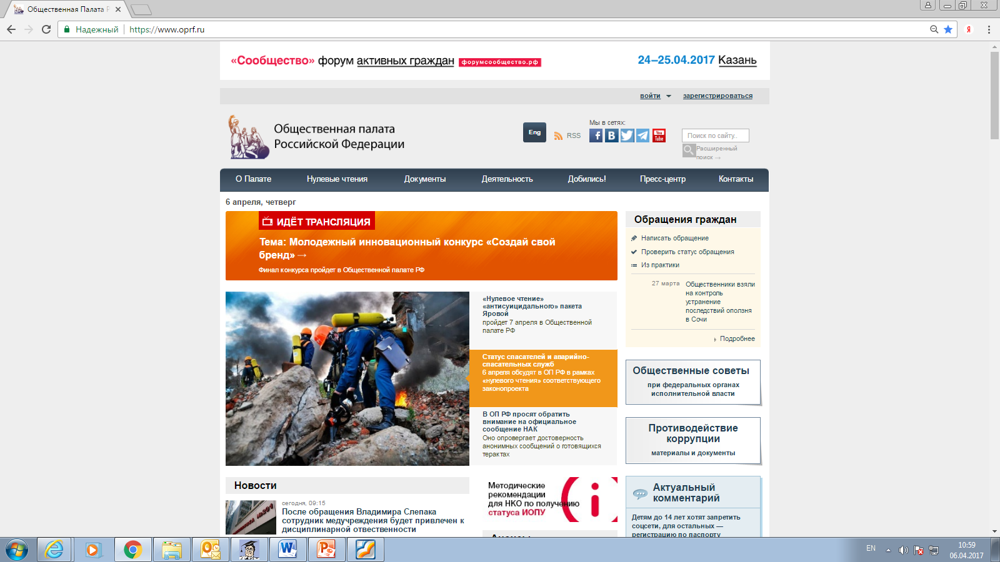 Общественная Палата Р
Надежный
https://www.oprf.ru
«Сообщество» форум активных граждан форумсообщество.рф
24–25.04.2017 Казань
войти
зарегистрироваться
Общественная палата
Российской Федерации
Eng
RSS
Мы в сетях:
You
Tube
Поиск по сайту..
Расширенный
поиск →
О Палате
Нулевые чтения
Документы
Деятельность
Добились!
Пресс-центр
Контакты
6 апреля, четверг
ИДЁТ ТРАНСЛЯЦИЯ
Тема: Молодежный инновационный конкурс «Создай свой
бренд» →
Финал конкурса пройдет в Общественной палате РФ
«Нулевое чтение»
«антисуицидального» пакета
Яровой
пройдет 7 апреля в Общественной
палате РФ
Статус спасателей и аварийно-
спасательных служб
6 апреля обсудят в ОП РФ в рамках
«нулевого чтения» соответствующего
законопроекта
В ОП РФ просят обратить
внимание на официальное
сообщение НАК
Оно опровергает достоверность
анонимных сообщений о готовящихся
терактах
Новости
сегодня, 09:15
После обращения Владимира Слепака
сотрудник медучреждения будет привлечен к
дисциплинарной отвественности
Методические
рекомендации
для НКО по получению
статуса ИОПУ
Анонсы
Обращения граждан
Написать обращение
Проверить статус обращения
Из практики
27 марта
Общественники взяли
на контроль
устранение
последствий оползня
в Сочи
Подробнее
Общественные советы
при федеральных органах
исполнительной власти
Противодействие
коррупции
материалы и документы
Актуальный
комментарий
Детям до 14 лет хотят запретить
соцсети, для остальных —
регистрацию по паспорту
EN
10:59
06.04.2017